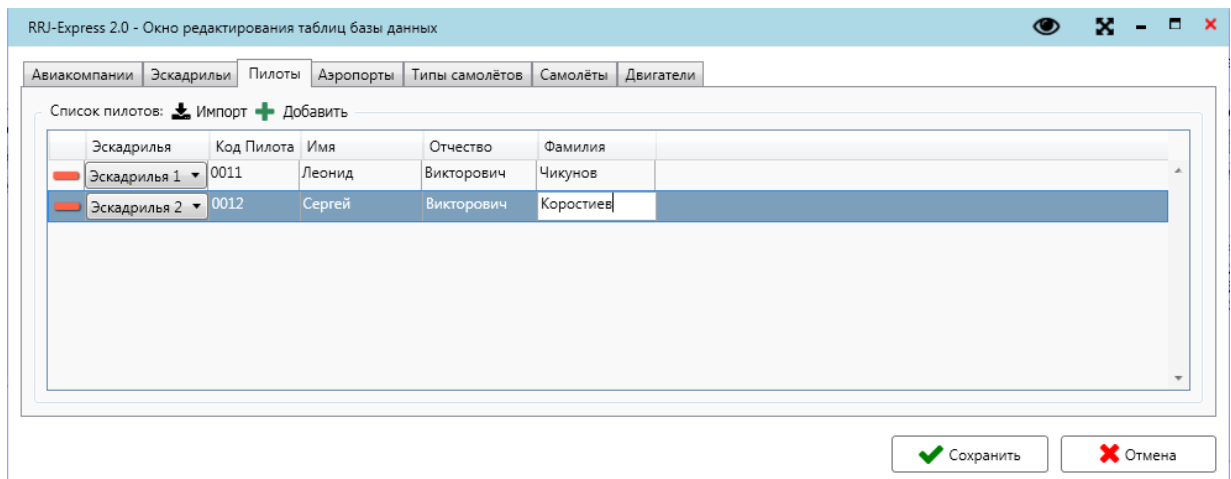 RRJ-Express 2.0 - Окно редактирования таблиц базы данных
Авиакомпании Эскадрильи Пилоты Аэропорты Типы самолётов Самолёты Двигатели
Список пилотов: Импорт Добавить
Эскадрилья Код Пилота Имя Отчество Фамилия
Эскадрилья 1 0011 Леонид Викторович Чикунов
Эскадрилья 2 0012 Сергей Викторович Коростиев
Сохранить Отмена